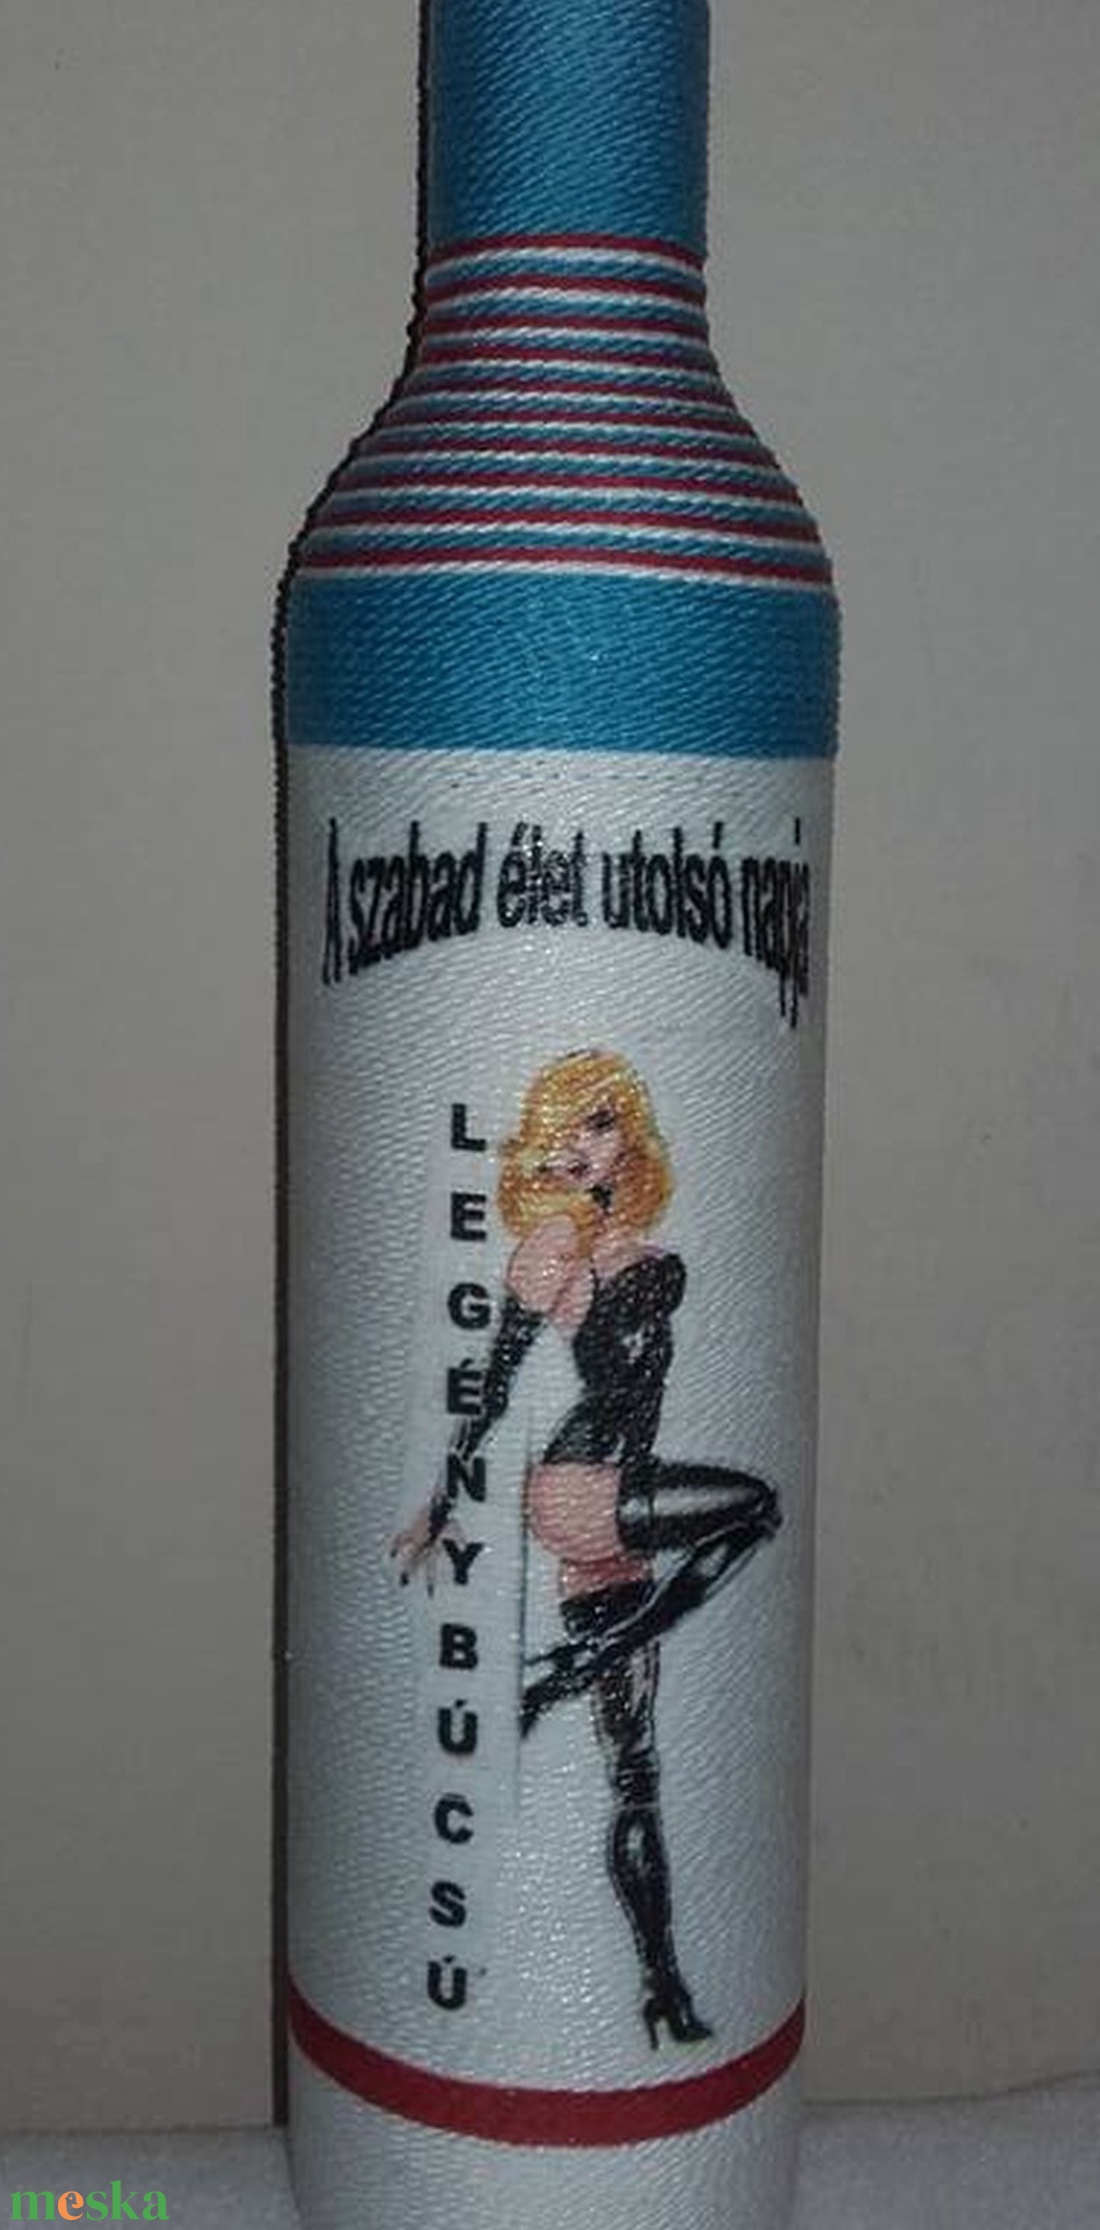 A szabad élet utolsó napja
LEGÉNYBÚCSÚ
meska